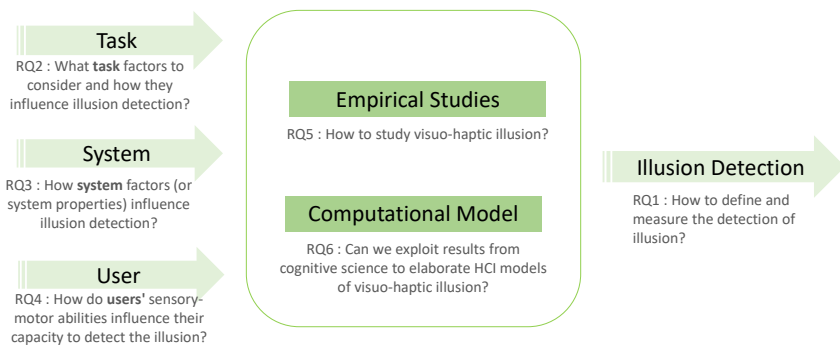 Task
RQ2 : What task factors to
consider and how they
influence illusion detection?
System
RQ3 : How system factors (or
system properties) influence
illusion detection?
User
RQ4 : How do users' sensory-
motor abilities influence their
capacity to detect the illusion?
Empirical Studies
RQ5 : How to study visuo-haptic illusion?
Computational Model
RQ6 : Can we exploit results from
cognitive science to elaborate HCI models
of visuo-haptic illusion?
Illusion Detection
RQ1 : How to define and
measure the detection of
illusion?